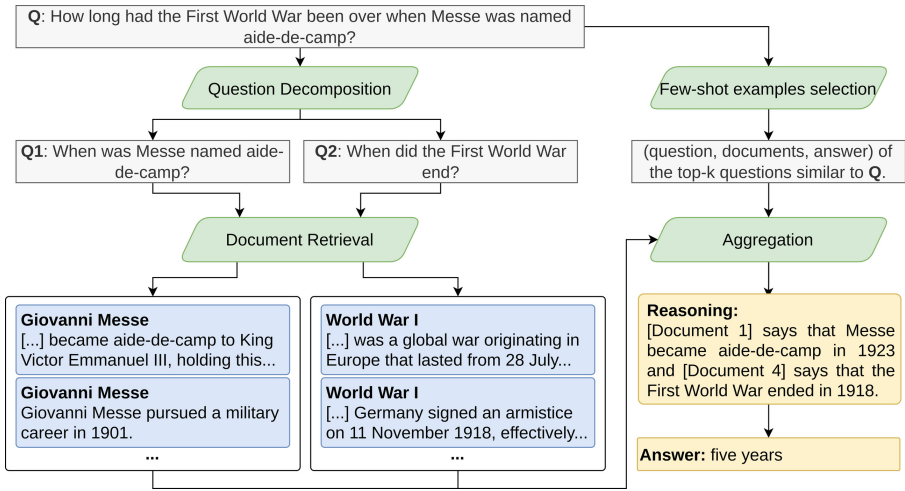 Q: How long had the First World War been over when Messe was named
aide-de-camp?
Question Decomposition
Few-shot examples selection
Q1: When was Messe named aide-
de-camp?
Q2: When did the First World War
end?
(question, documents, answer) of
the top-k questions similar to Q.
Document Retrieval
Aggregation
Giovanni Messe
[...] became aide-de-camp to King
Victor Emmanuel III, holding this...
Giovanni Messe
Giovanni Messe pursued a military
career in 1901.
...
World War I
[...] was a global war originating in
Europe that lasted from 28 July...
World War I
[...] Germany signed an armistice
on 11 November 1918, effectively...
...
Reasoning:
[Document 1] says that Messe
became aide-de-camp in 1923
and [Document 4] says that the
First World War ended in 1918.
Answer: five years